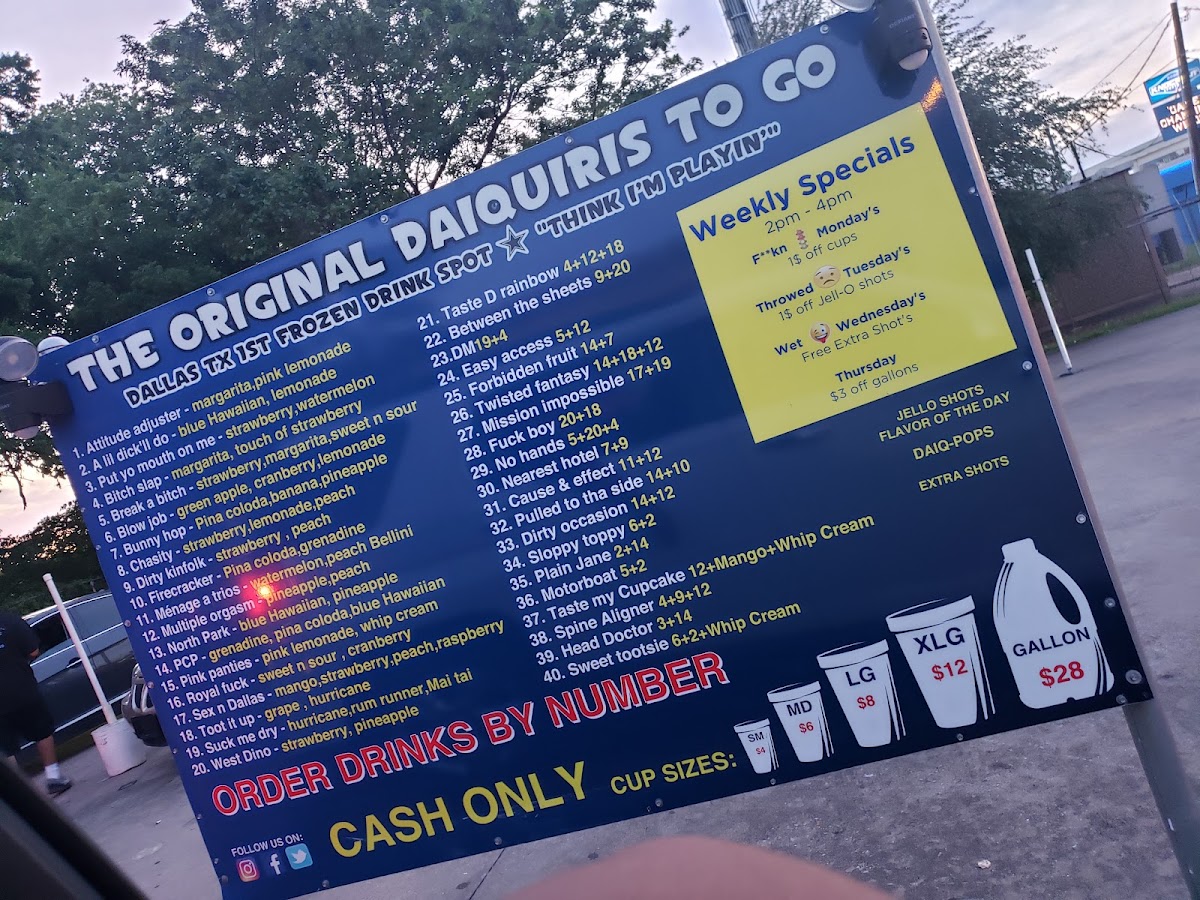 THE ORIGINAL DAIQUIRIS TO GO
DALLAS TX 1ST FROZEN DRINK SPOT "THINK I'M PLAYIN'"
1. Attitude adjuster - margarita,pink lemonade
2. A lil dick'll do - blue Hawaiian, lemonade
3. Put yo mouth on me - strawberry,watermelon
4. Bitch slap - margarita, touch of strawberry
5. Break a bitch - strawberry,margarita,sweet n sour
6. Blow job - green apple, cranberry,lemonade
7. Bunny hop - Pina coloda,banana,pineapple
8. Chasity - strawberry,lemonade,peach
9. Dirty kinfolk - strawberry , peach
10. Firecracker - Pina coloda,grenadine
11. Ménage a trios - watermelon,peach Bellini
12. Multiple orgasm - pineapple,peach
13. North Park - blue Hawaiian, pineapple
14. PCP - grenadine, pina coloda,blue Hawaiian
15. Pink panties - pink lemonade, whip cream
16. Royal fuck - swet n sour , cranberry
17. Sex n Dallas - mango,strawberry,peach,raspberry
18. Toot it up - grape , hurricane
19. Suck me dry - hurricane,rum runner,Mai tai
20. West Dino - strawberry, pineapple
21. Taste D rainbow 4+12+18
22. Between the sheets 9+20
23.DM19+4
24. Easy access 5+12
25. Forbidden fruit 14+7
26. Twisted fantasy 14+18+12
27. Mission Impossible 17+19
28. Fuck boy 20+18
29. No hands 5+20+4
30. Nearest hotel 7+9
31. Cause & effect 11+12
32. Pulled to tha side 14+10
33. Dirty occasion 14+12
34. Sloppy toppy 6+2
35. Plain Jane 2+14
36. Motorboat 5+2
37. Taste my Cupcake 12+Mango+Whip Cream
38. Spine Aligner 4+9+12
39. Head Doctor 3+14
40. Sweet tootsie 6+2+Whip Cream
Weekly Specials
2pm - 4pm
F**kn Monday's
1$ off cups
Throwed Tuesday's
1$ off Jell-O shots
Wet Wednesday's
Free Extra Shot's
Thursday
$3 off gallons
JELLO SHOTS
FLAVOR OF THE DAY
DAIQ-POPS
EXTRA SHOTS
ORDER DRINKS BY NUMBER
CASH ONLY
CUP SIZES:
SM
$4
MD
$6
LG
$8
XLG
$12
GALLON
$28
FOLLOW US ON: